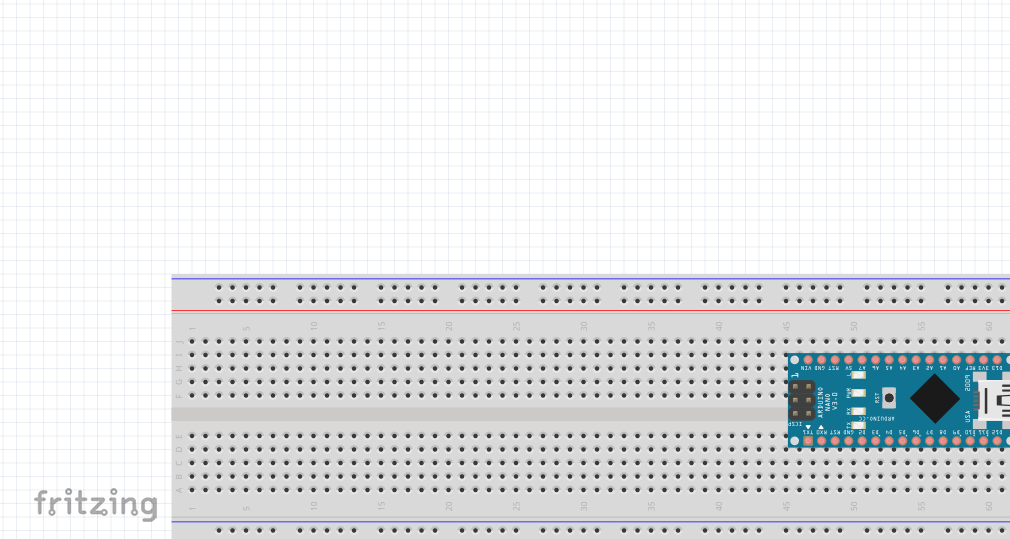 1 5 10 15 20 25 30 35 40 45 50 55 60
J
I
H
G
F
VIN GND RST 5V A7 A6 A5 A4 A3 A2 A1 A0 REF 3V3 D13
1
L
PWR
RX
TX
ARDUINO
NANO
V3.0
RST
ARDUINO.CC
2009
USA
ICSP
TX1 RX0 RST GND D2 D3 D4 D5 D6 D7 D8 D9 D10 D11 D12
E
D
C
B
A
1 5 10 15 20 25 30 35 40 45 50 55 60
fritzing